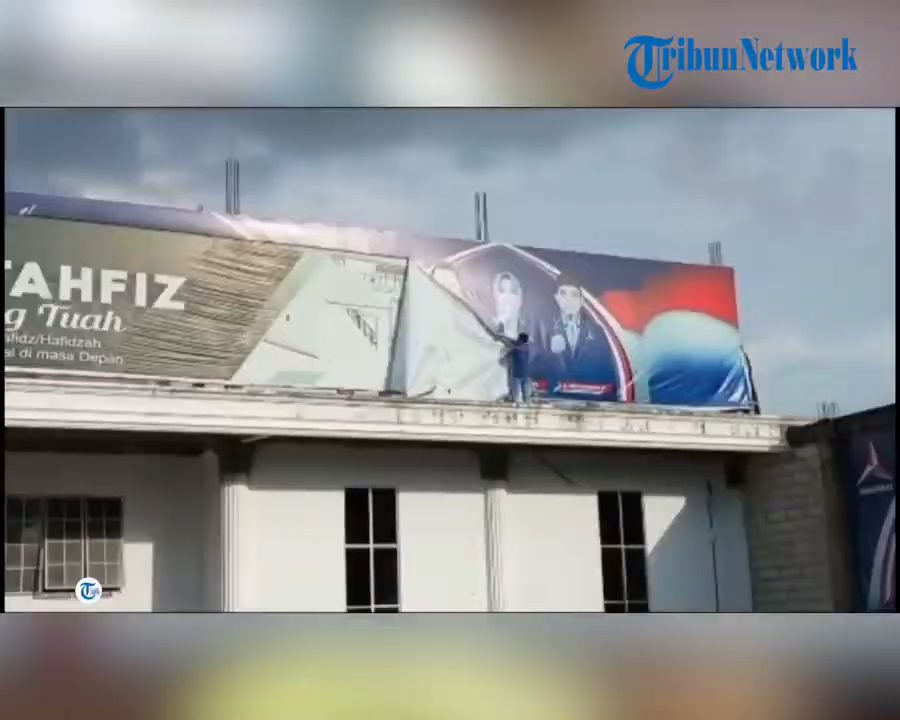 TribunNetwork
TAHFIZ
g Tuah
afidz/Hafidzah
al di masa Depan